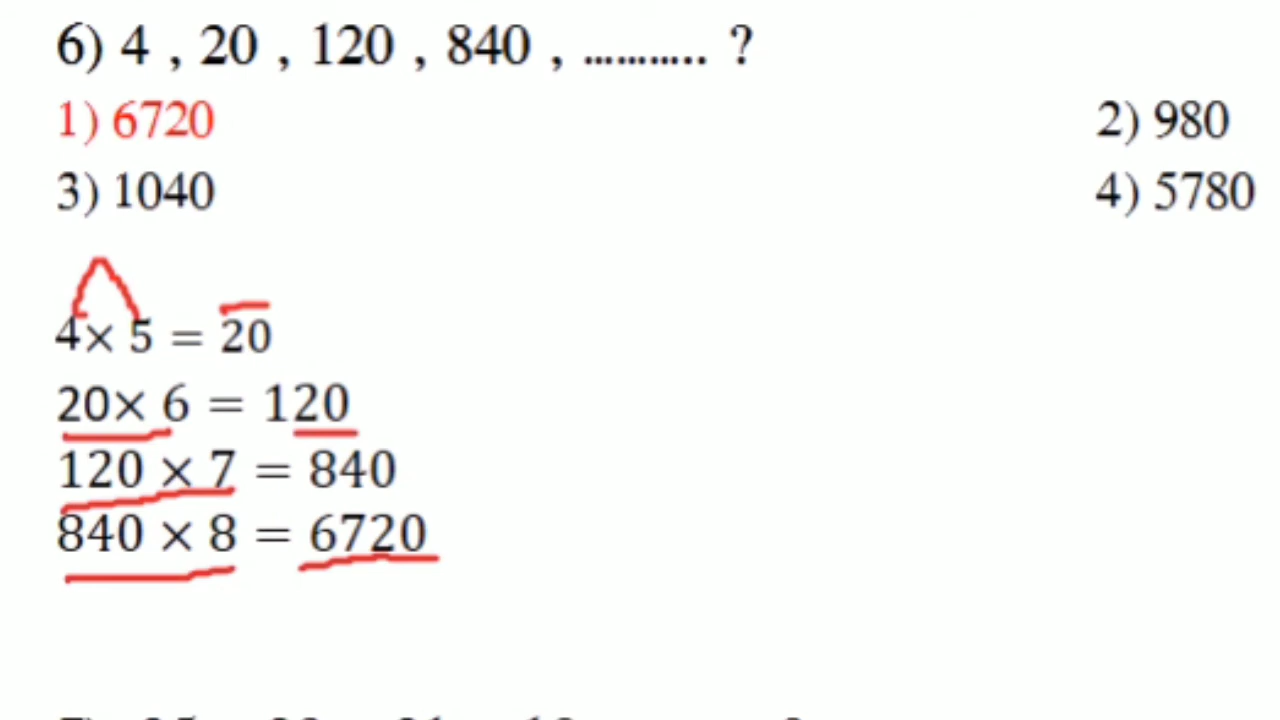 6) 4 , 20 , 120 , 840 , ........... ?
1) 6720 2) 980
3) 1040 4) 5780
4× 5 = 20
20× 6 = 120
120 × 7 = 840
840 × 8 = 6720